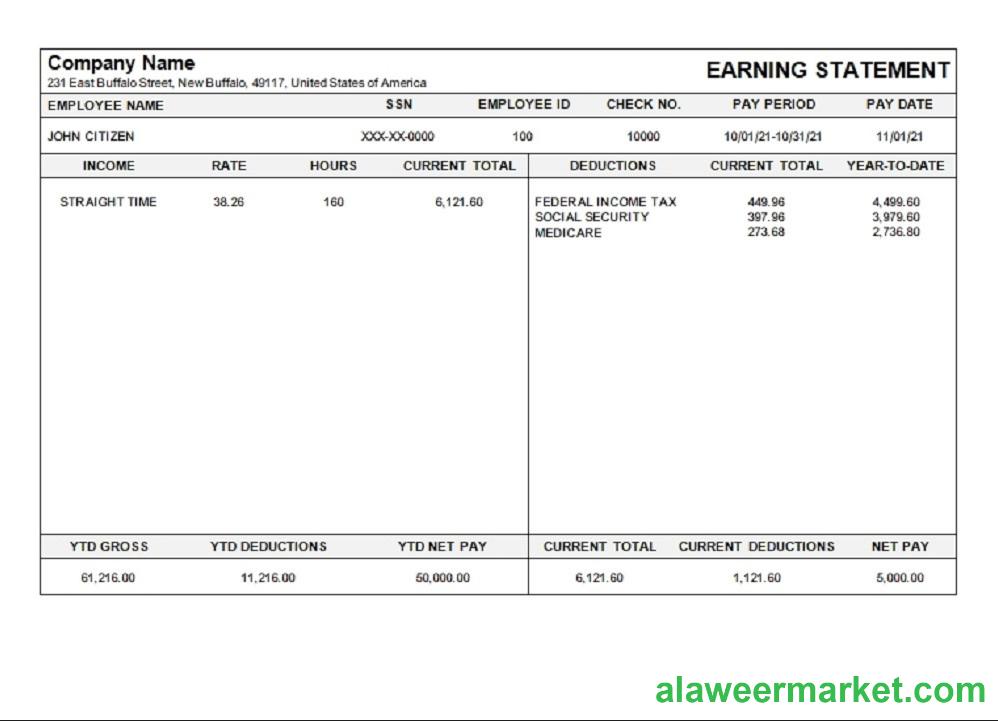 Company Name
231 East Buffalo Street, New Buffalo, 49117, United States of America
EARNING STATEMENT
EMPLOYEE NAME SSN EMPLOYEE ID CHECK NO. PAY PERIOD PAY DATE
JOHN CITIZEN XXX-XX-0000 100 10000 10/01/21-10/31/21 11/01/21
INCOME RATE HOURS CURRENT TOTAL DEDUCTIONS CURRENT TOTAL YEAR-TO-DATE
STRAIGHT TIME 38.26 160 6,121.60 FEDERAL INCOME TAX 449.96 4,499.60
SOCIAL SECURITY 397.96 3,979.60
MEDICARE 273.68 2,736.80
YTD GROSS YTD DEDUCTIONS YTD NET PAY CURRENT TOTAL CURRENT DEDUCTIONS NET PAY
61,216.00 11,216.00 50,000.00 6,121.60 1,121.60 5,000.00
alaweermarket.com